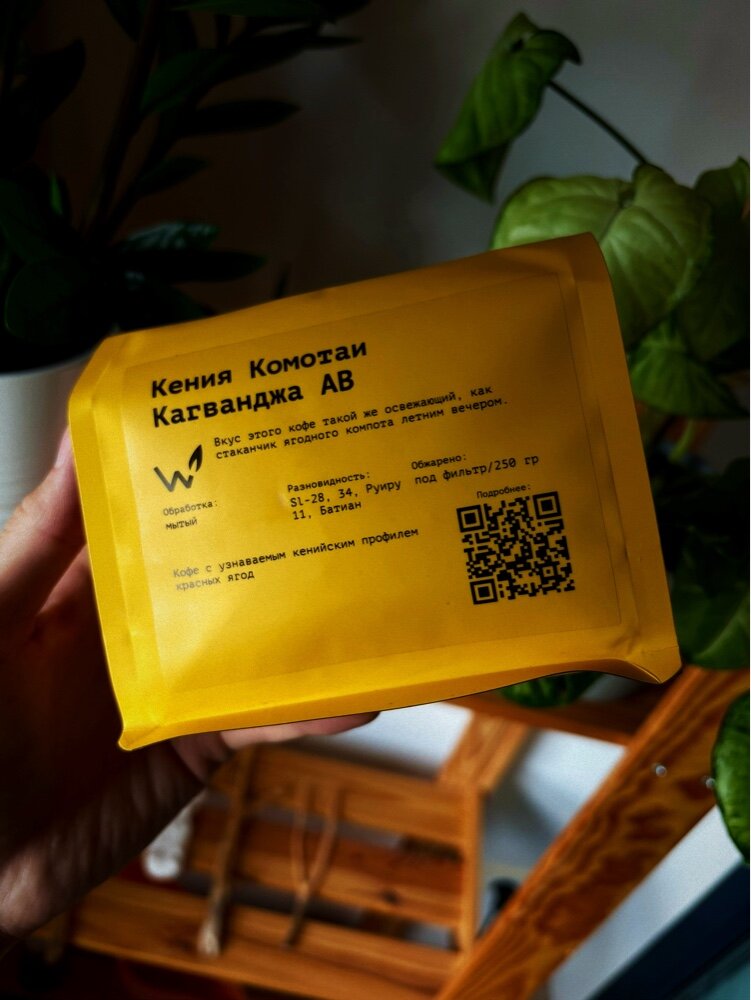 Кения Комотаи
Кагванджа AB
Вкус этого кофе такой же освежающий, как
стаканчик ягодного компота летним вечером.
Обработка:
мытый
Разновидность:
Sl-28, 34, Руиру
11, Батиан
Обжарено:
под фильтр/250 гр
Подробнее:
Кофе с узнаваемым кенийским профилем
красных ягод